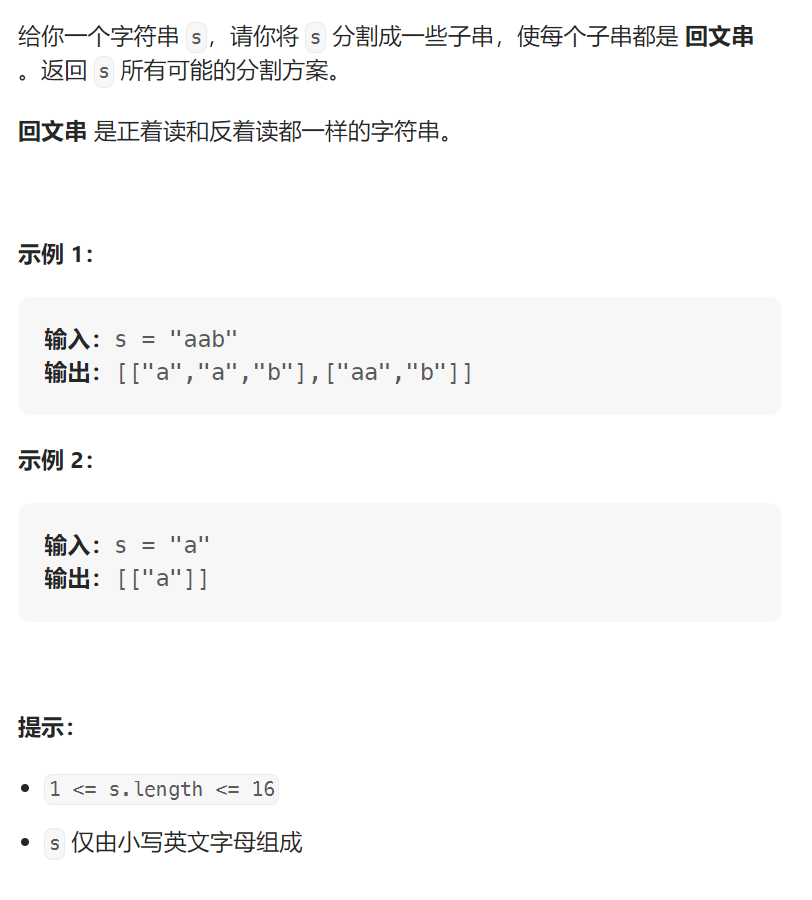 给你一个字符串 s，请你将 s 分割成一些子串，使每个子串都是 回文串
。返回 s 所有可能的分割方案。
回文串 是正着读和反着读都一样的字符串。
示例 1：
输入：s = "aab"
输出：[["a","a","b"],["aa","b"]]
示例 2：
输入：s = "a"
输出：[["a"]]
提示：
• 1 <= s.length <= 16
• s 仅由小写英文字母组成